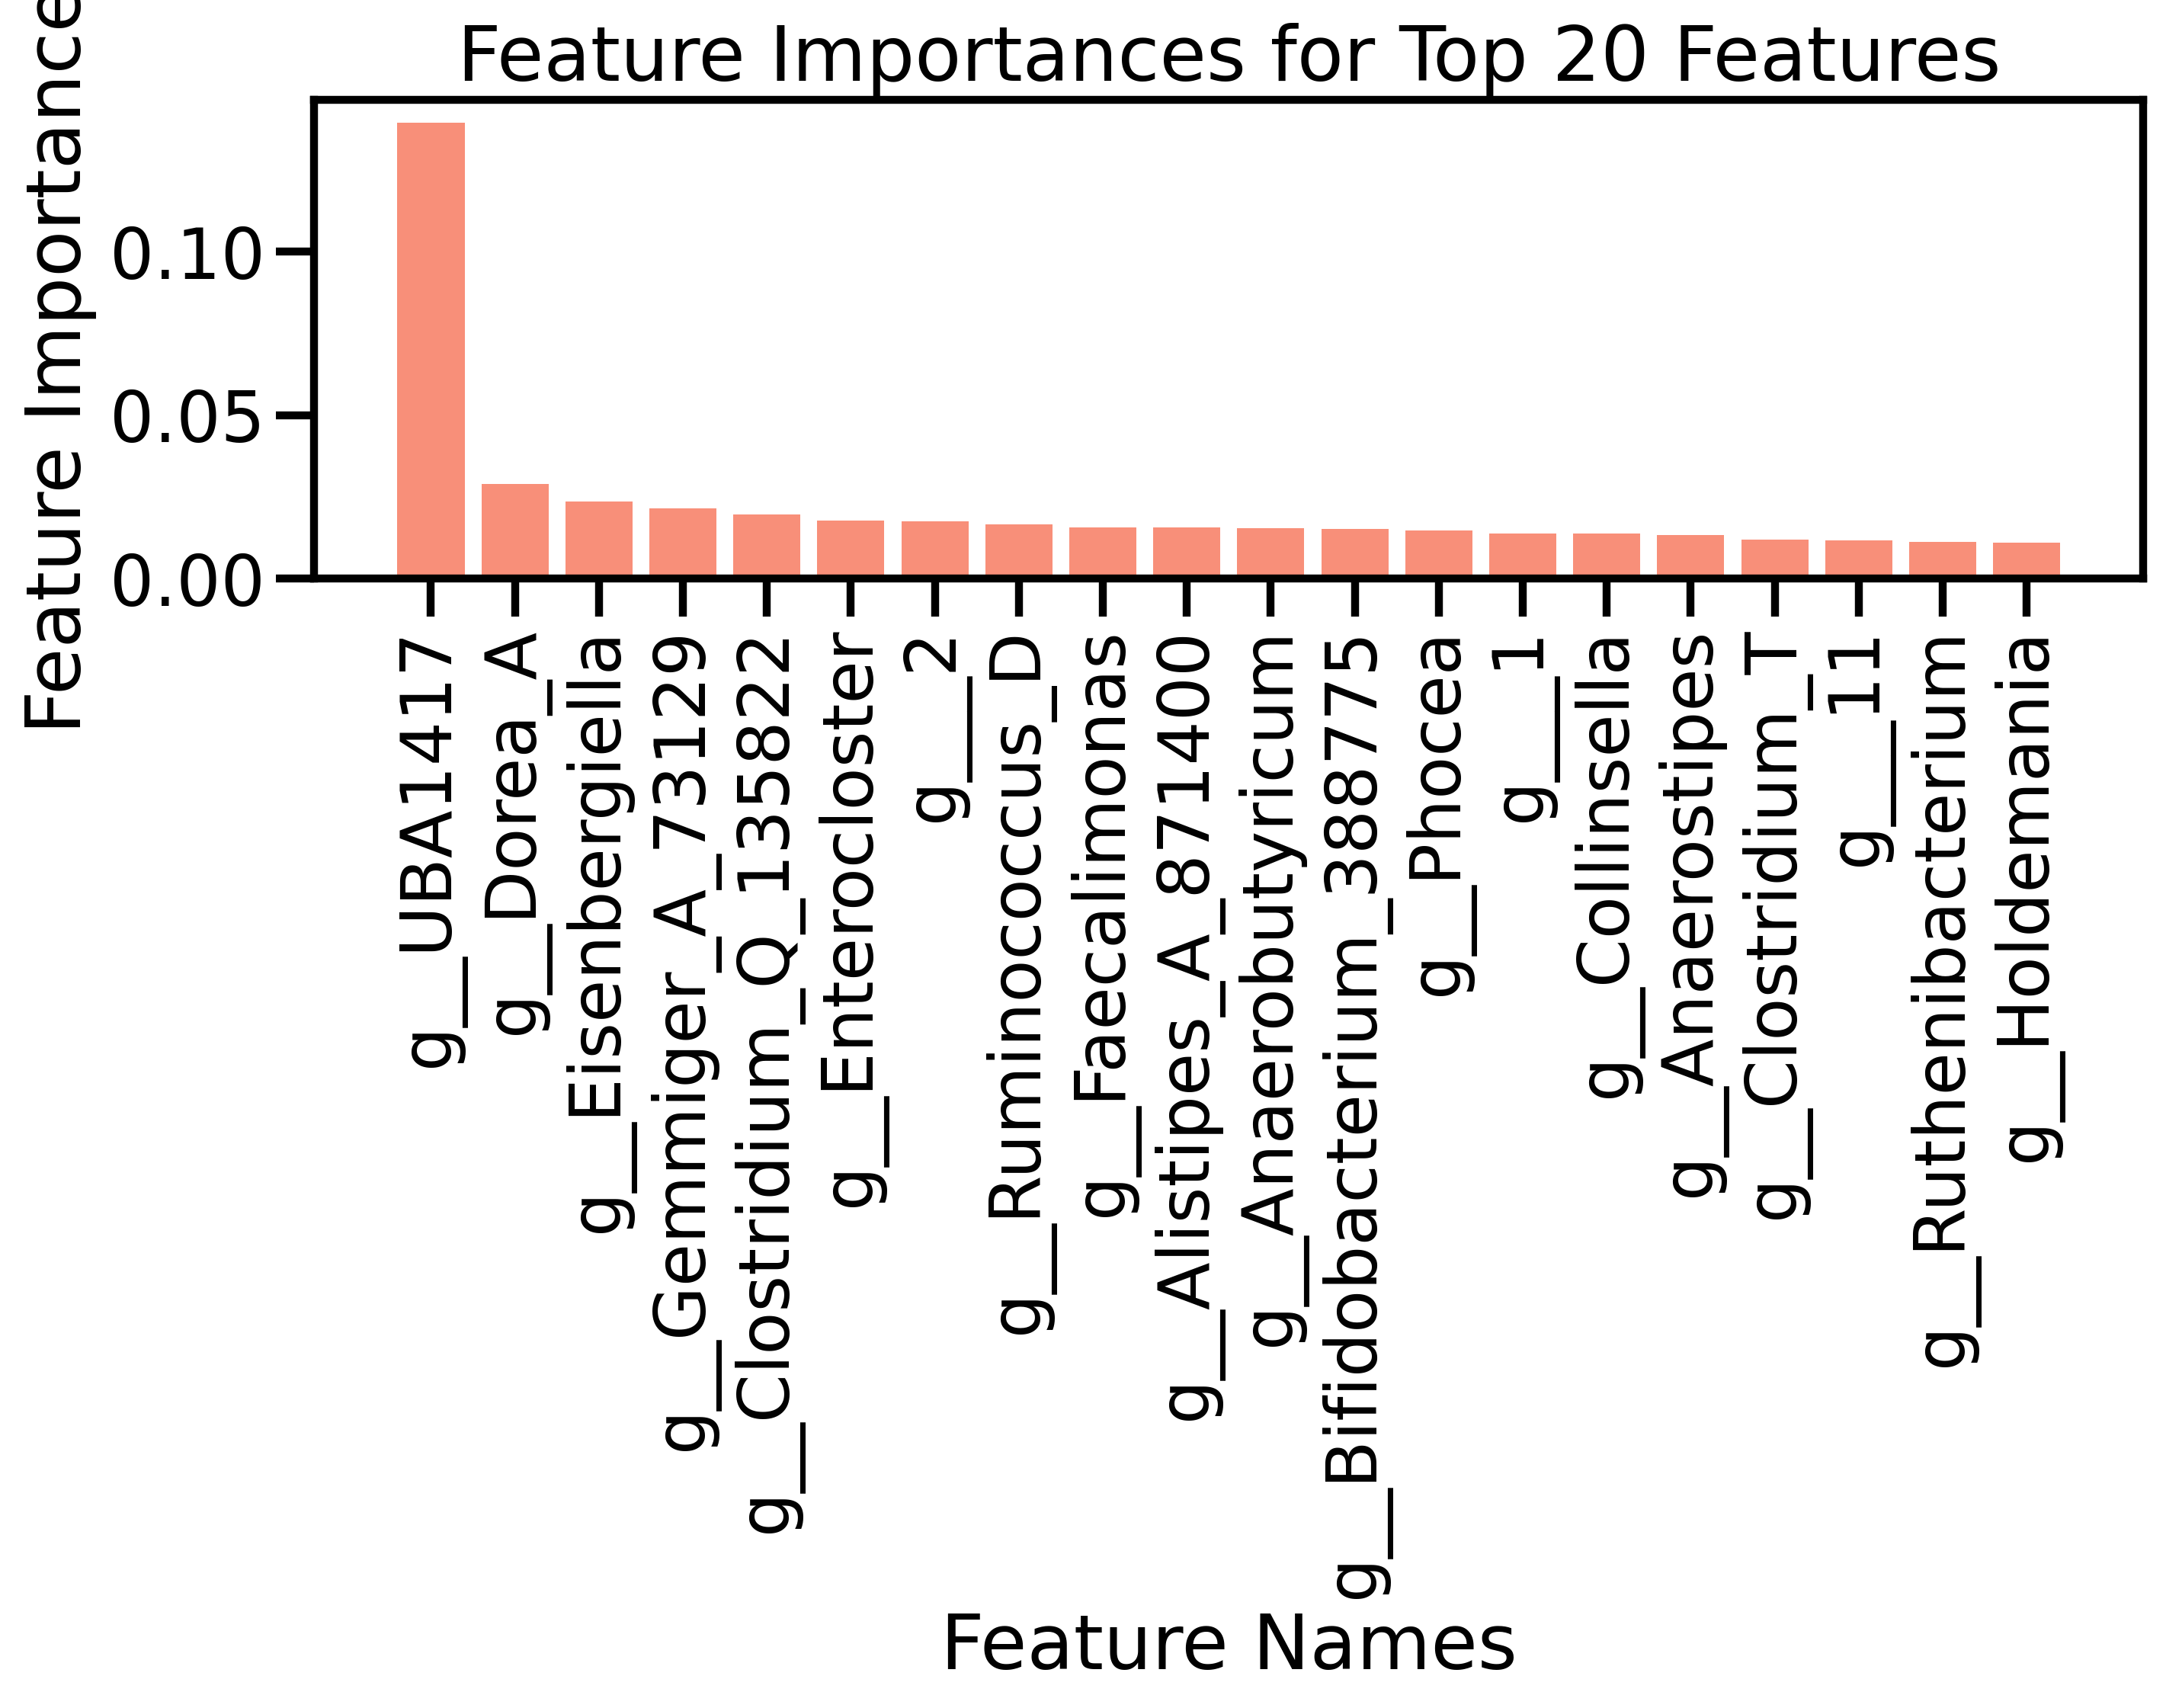 Feature Importances for Top 20 Features
Feature Importance
0.10
0.05
0.00
g__UBA1417
g__Dorea_A
g__Eisenbergiella
g__Gemmiger_A_73129
g__Clostridium_Q_135822
g__Enterocloster
g___2
g__Ruminococcus_D
g__Faecalimonas
g__Alistipes_A_871400
g__Anaerobutyricum
g__Bifidobacterium_388775
g__Phocea
g___1
g__Collinsella
g__Anaerostipes
g__Clostridium_T
g___11
g__Ruthenibacterium
g__Holdemania
Feature Names